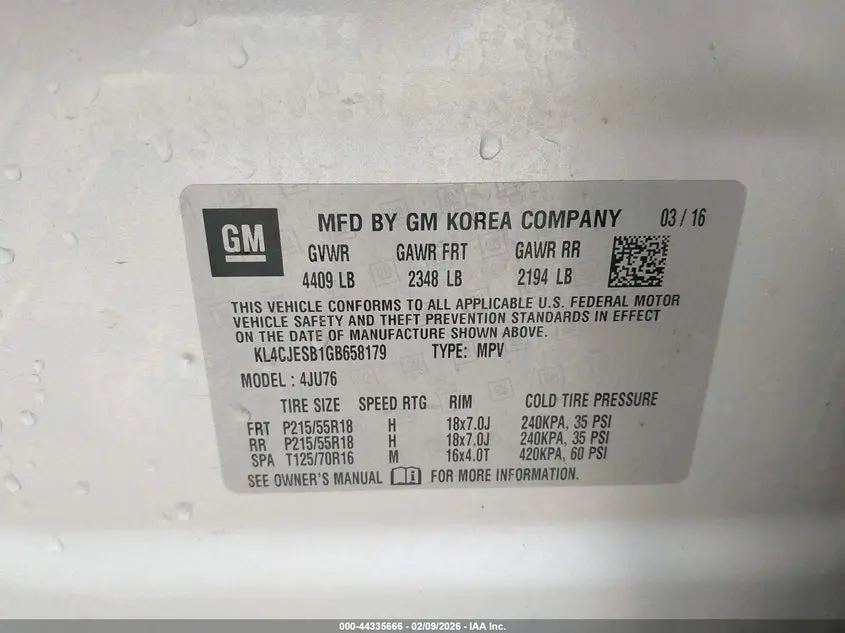 GM
MFD BY GM KOREA COMPANY 03 / 16
GVWR GAWR FRT GAWR RR
4409 LB 2348 LB 2194 LB
THIS VEHICLE CONFORMS TO ALL APPLICABLE U.S. FEDERAL MOTOR
VEHICLE SAFETY AND THEFT PREVENTION STANDARDS IN EFFECT
ON THE DATE OF MANUFACTURE SHOWN ABOVE.
KL4CJESB1GB658179 TYPE: MPV
MODEL : 4JU76
TIRE SIZE SPEED RTG RIM COLD TIRE PRESSURE
FRT P215/55R18 H 18x7.0J 240KPA, 35 PSI
RR P215/55R18 H 18x7.0J 240KPA, 35 PSI
SPA T125/70R16 M 16x4.0T 420KPA, 60 PSI
SEE OWNER'S MANUAL FOR MORE INFORMATION.
000-44335666 - 02/09/2026 - IAA Inc.